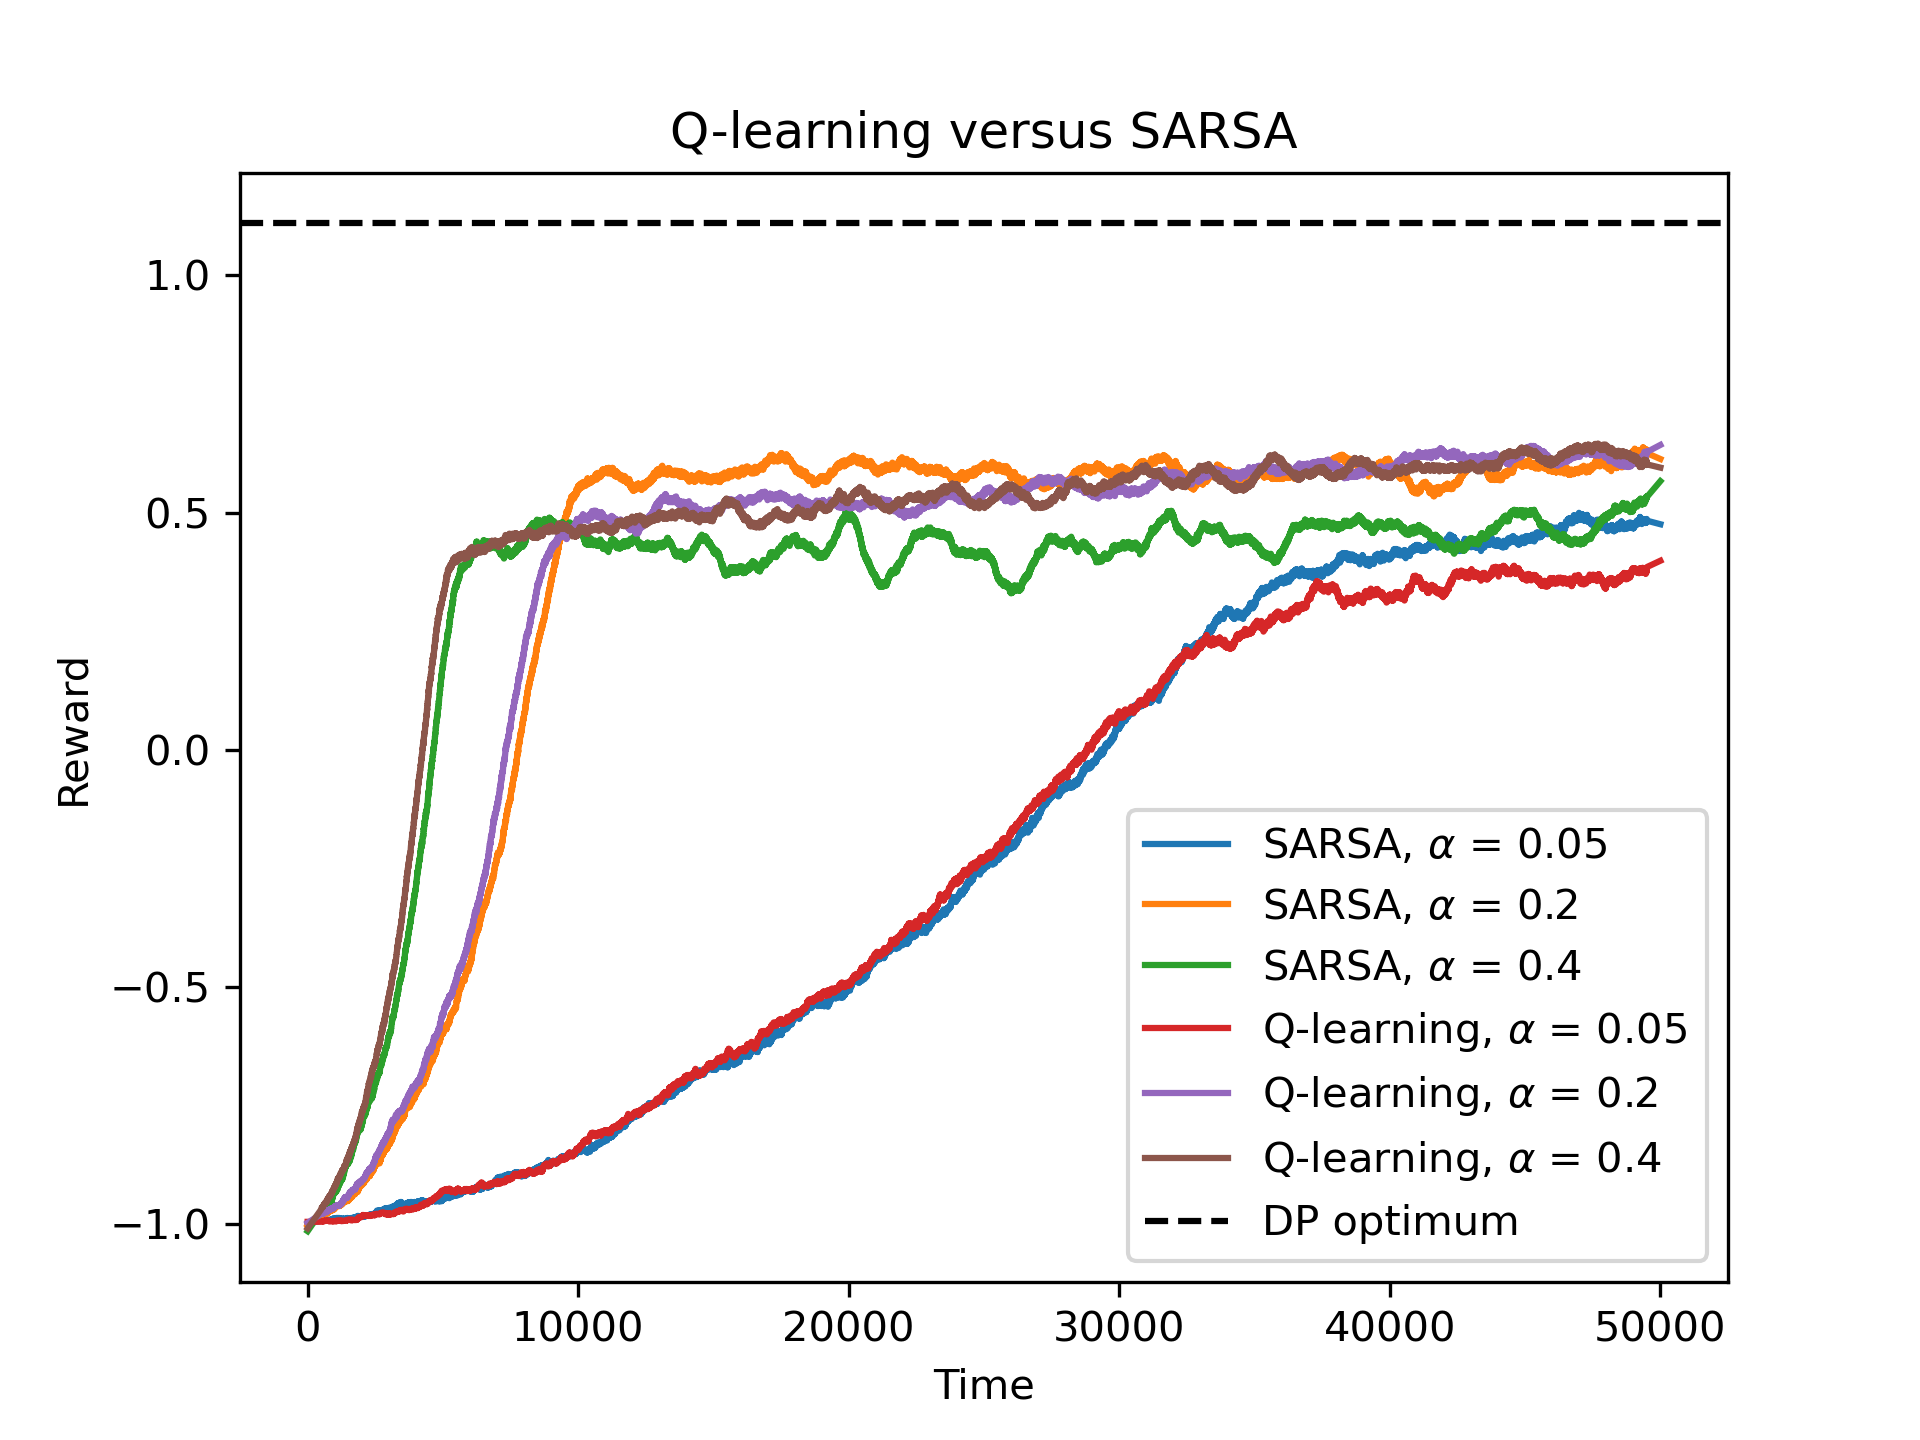 Q-learning versus SARSA
1.0
0.5
0.0
−0.5
−1.0
Reward
SARSA, α = 0.05
SARSA, α = 0.2
SARSA, α = 0.4
Q-learning, α = 0.05
Q-learning, α = 0.2
Q-learning, α = 0.4
DP optimum
0 10000 20000 30000 40000 50000
Time